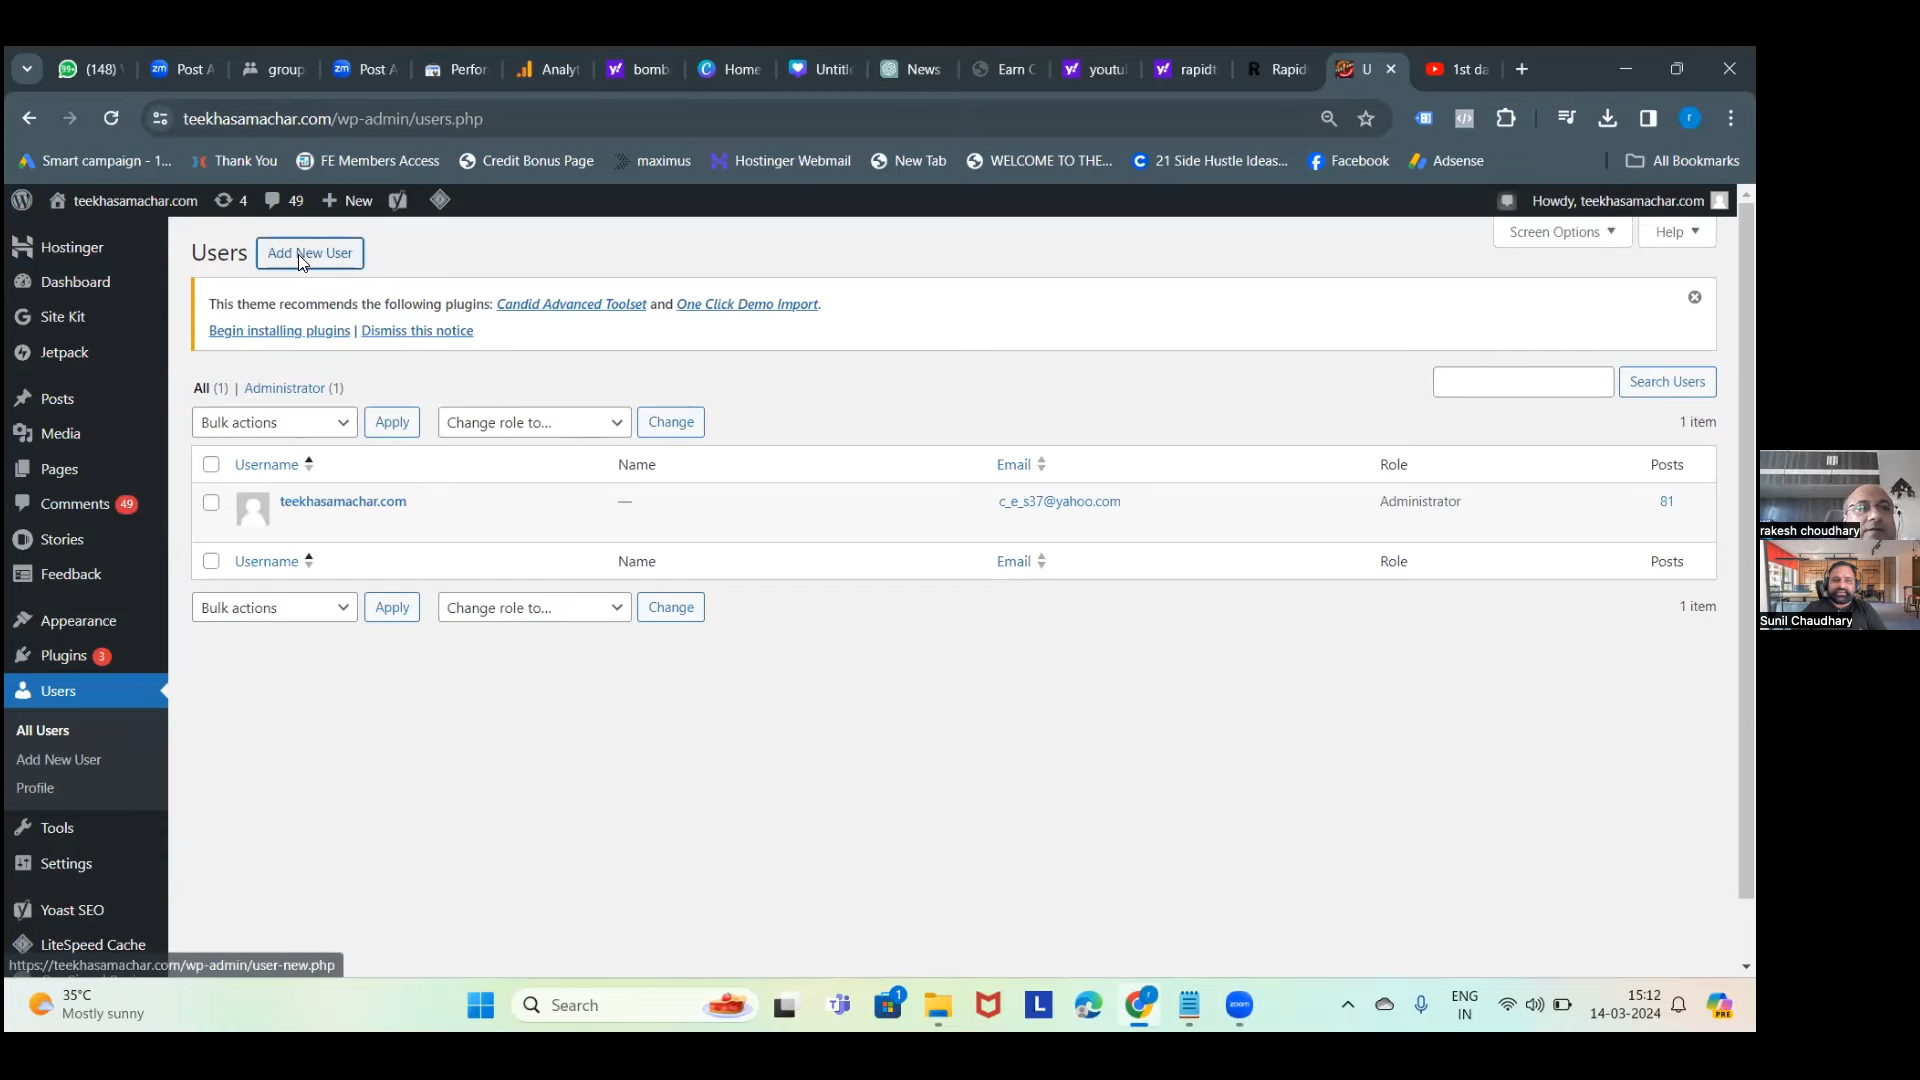 (148)
Post A
group
Post A
Perfor
Analyt
bomb
Home
Untitle
News
Earn C
youtu
rapidt
Rapid
U
1st da
teekhasamachar.com/wp-admin/users.php
Smart campaign - 1...
Thank You
FE Members Access
Credit Bonus Page
maximus
Hostinger Webmail
New Tab
WELCOME TO THE...
21 Side Hustle Ideas...
Facebook
Adsense
All Bookmarks
teekhasamachar.com
4
49
New
Howdy, teekhasamachar.com
Screen Options
Help
Hostinger
Dashboard
Site Kit
Jetpack
Posts
Media
Pages
Comments 49
Stories
Feedback
Appearance
Plugins 3
Users
All Users
Add New User
Profile
Tools
Settings
Yoast SEO
LiteSpeed Cache
https://teekhasamachar.com/wp-admin/user-new.php
Users
Add New User
This theme recommends the following plugins: Candid Advanced Toolset and One Click Demo Import.
Begin installing plugins | Dismiss this notice
All (1) | Administrator (1)
Search Users
Bulk actions
Apply
Change role to...
Change
1 item
Username
Name
Email
Role
Posts
teekhasamachar.com
—
c_e_s37@yahoo.com
Administrator
81
Username
Name
Email
Role
Posts
Bulk actions
Apply
Change role to...
Change
1 item
rakesh choudhary
Sunil Chaudhary
35°C
Mostly sunny
Search
1
zoom
ENG
IN
15:12
14-03-2024
PRE